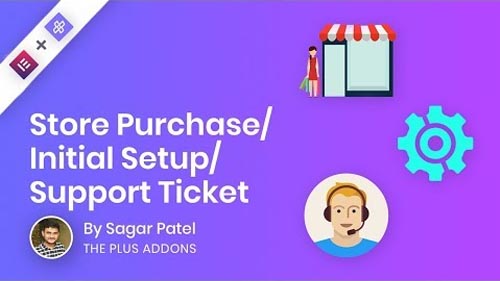 Store Purchase/
Initial Setup/
Support Ticket
By Sagar Patel
THE PLUS ADDONS